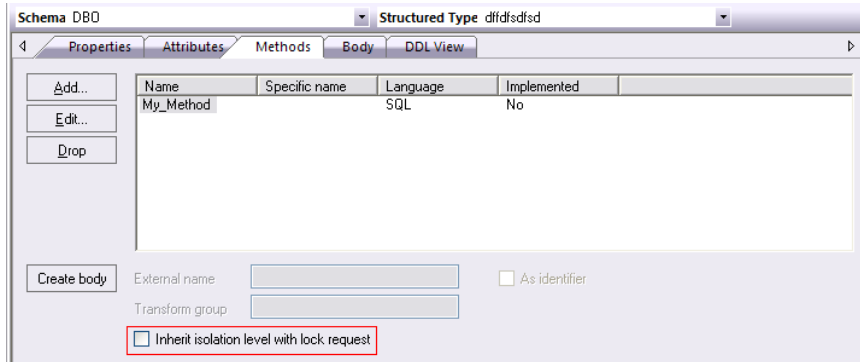 Schema DBO Structured Type dffdfsdfsd
Properties Attributes Methods Body DDL View
Add... Name Specific name Language Implemented
My_Method SQL No
Edit...
Drop
Create body External name As identifier
Transform group
Inherit isolation level with lock request